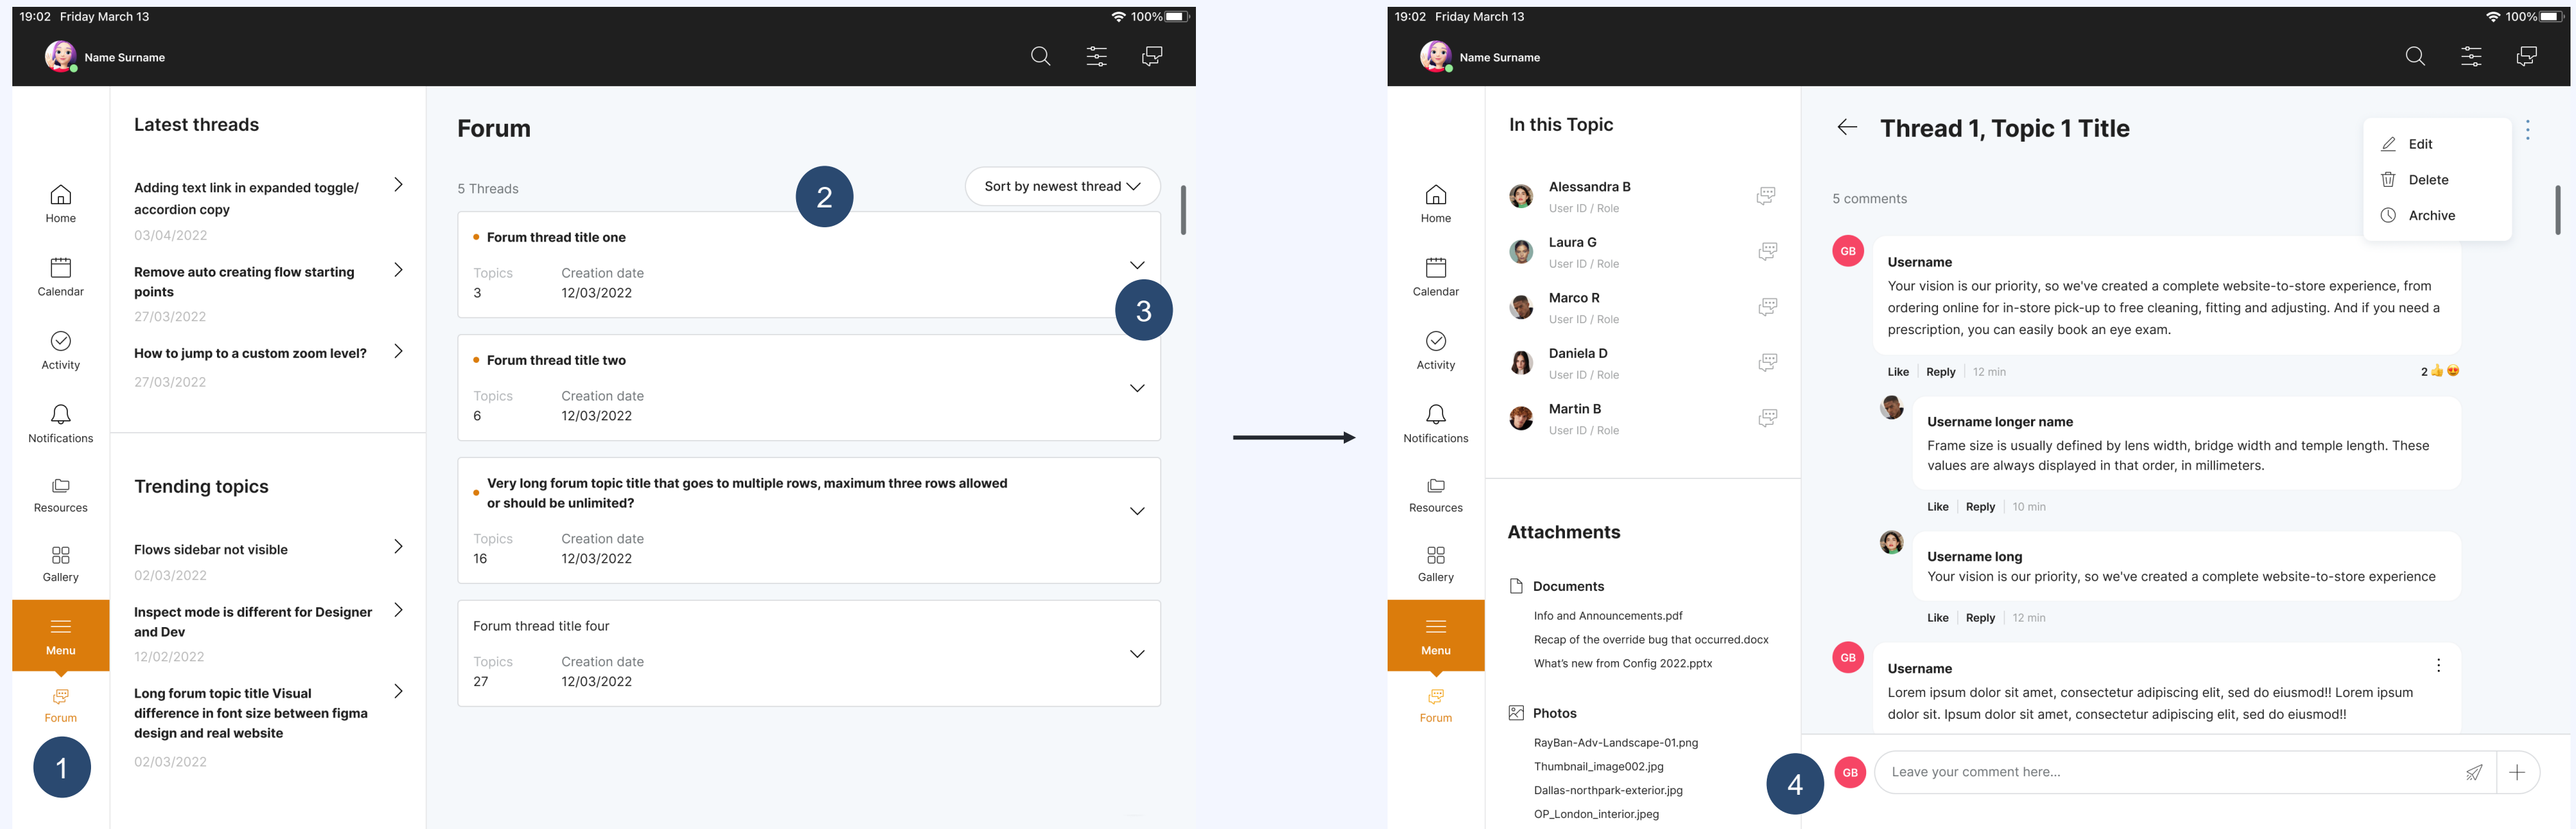 19:02 Friday March 13
100%
Name Surname
Home
Calendar
Activity
Notifications
Resources
Gallery
Menu
Forum
1
Latest threads
Adding text link in expanded toggle/
accordion copy
03/04/2022
Remove auto creating flow starting
points
27/03/2022
How to jump to a custom zoom level?
27/03/2022
Trending topics
Flows sidebar not visible
02/03/2022
Inspect mode is different for Designer
and Dev
12/02/2022
Long forum topic title Visual
difference in font size between figma
design and real website
02/03/2022
Forum
5 Threads
2
Sort by newest thread
Forum thread title one
Topics Creation date
3 12/03/2022
3
Forum thread title two
Topics Creation date
6 12/03/2022
Very long forum topic title that goes to multiple rows, maximum three rows allowed
or should be unlimited?
Topics Creation date
16 12/03/2022
Forum thread title four
Topics Creation date
27 12/03/2022
19:02 Friday March 13
100%
Name Surname
Home
Calendar
Activity
Notifications
Resources
Gallery
Menu
Forum
In this Topic
Alessandra B
User ID / Role
Laura G
User ID / Role
Marco R
User ID / Role
Daniela D
User ID / Role
Martin B
User ID / Role
Attachments
Documents
Info and Announcements.pdf
Recap of the override bug that occurred.docx
What's new from Config 2022.pptx
Photos
RayBan-Adv-Landscape-01.png
Thumbnail_image002.jpg
Dallas-northpark-exterior.jpg
OP_London_interior.jpeg
Thread 1, Topic 1 Title
Edit
Delete
Archive
5 comments
GB
Username
Your vision is our priority, so we've created a complete website-to-store experience, from
ordering online for in-store pick-up to free cleaning, fitting and adjusting. And if you need a
prescription, you can easily book an eye exam.
Like Reply 12 min 2 👍😍
Username longer name
Frame size is usually defined by lens width, bridge width and temple length. These
values are always displayed in that order, in millimeters.
Like Reply 10 min
Username long
Your vision is our priority, so we've created a complete website-to-store experience
Like Reply 12 min
GB
Username
Lorem ipsum dolor sit amet, consectetur adipiscing elit, sed do eiusmod!! Lorem ipsum
dolor sit. Ipsum dolor sit amet, consectetur adipiscing elit, sed do eiusmod!!
4
GB
Leave your comment here...